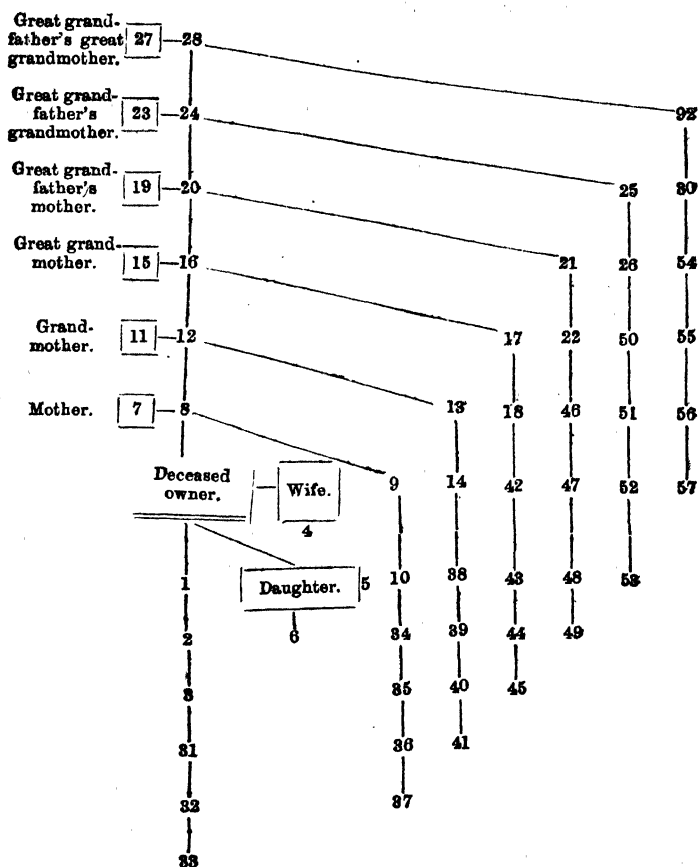 Great grand-
father's great
grandmother.
27 28
Great grand-
father's
grandmother.
23 24 92
Great grand-
father's
mother.
19 20 25 30
Great grand-
mother.
15 16 21 26 54
Grand-
mother.
11 12 17 22 50 55
Mother. 7 8 13 18 46 51 56
Deceased
owner.
Wife.
4
9 14 42 47 52 57
1 Daughter. 5 10 38 43 48 53
2 6 34 39 44 49
3 35 40 45
31 36 41
32 37
33